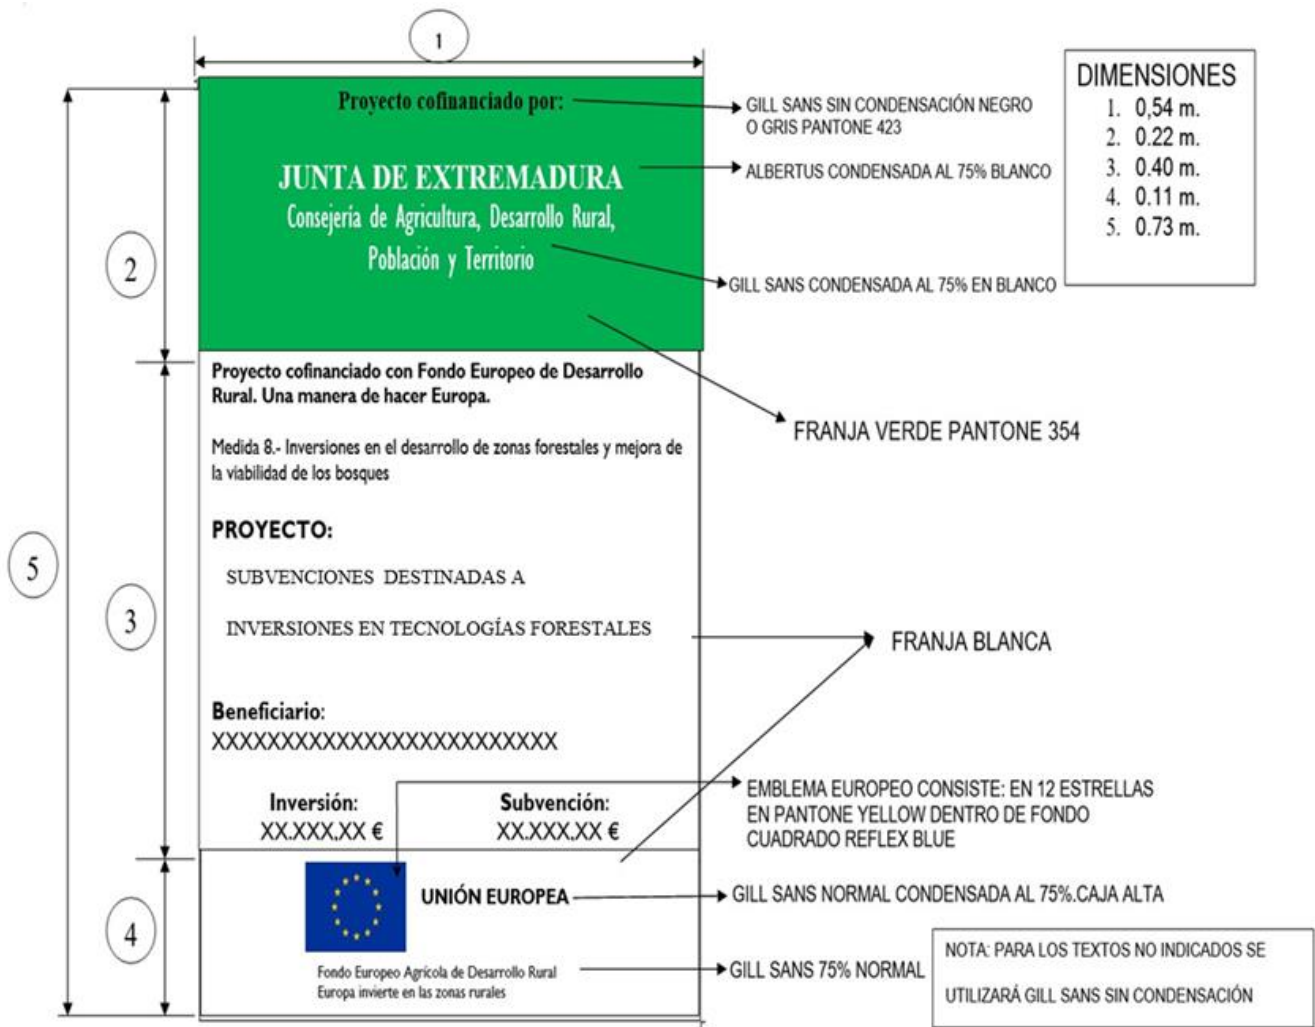 1
Proyecto cofinanciado por:
GILL SANS SIN CONDENSACIÓN NEGRO
O GRIS PANTONE 423
JUNTA DE EXTREMADURA
ALBERTUS CONDENSADA AL 75% BLANCO
Consejería de Agricultura, Desarrollo Rural,
Población y Territorio
GILL SANS CONDENSADA AL 75% EN BLANCO
DIMENSIONES
1. 0,54 m.
2. 0.22 m.
3. 0.40 m.
4. 0.11 m.
5. 0.73 m.
2
FRANJA VERDE PANTONE 354
Proyecto cofinanciado con Fondo Europeo de Desarrollo
Rural. Una manera de hacer Europa.
Medida 8.- Inversiones en el desarrollo de zonas forestales y mejora de
la viabilidad de los bosques
PROYECTO:
SUBVENCIONES DESTINADAS A
INVERSIONES EN TECNOLOGÍAS FORESTALES
5
3
FRANJA BLANCA
Beneficiario:
XXXXXXXXXXXXXXXXXXXXXXXXX
Inversión:
XX.XXX,XX €
Subvención:
XX.XXX,XX €
EMBLEMA EUROPEO CONSISTE: EN 12 ESTRELLAS
EN PANTONE YELLOW DENTRO DE FONDO
CUADRADO REFLEX BLUE
4
UNIÓN EUROPEA
GILL SANS NORMAL CONDENSADA AL 75%.CAJA ALTA
Fondo Europeo Agrícola de Desarrollo Rural
Europa invierte en las zonas rurales
GILL SANS 75% NORMAL
NOTA: PARA LOS TEXTOS NO INDICADOS SE
UTILIZARÁ GILL SANS SIN CONDENSACIÓN